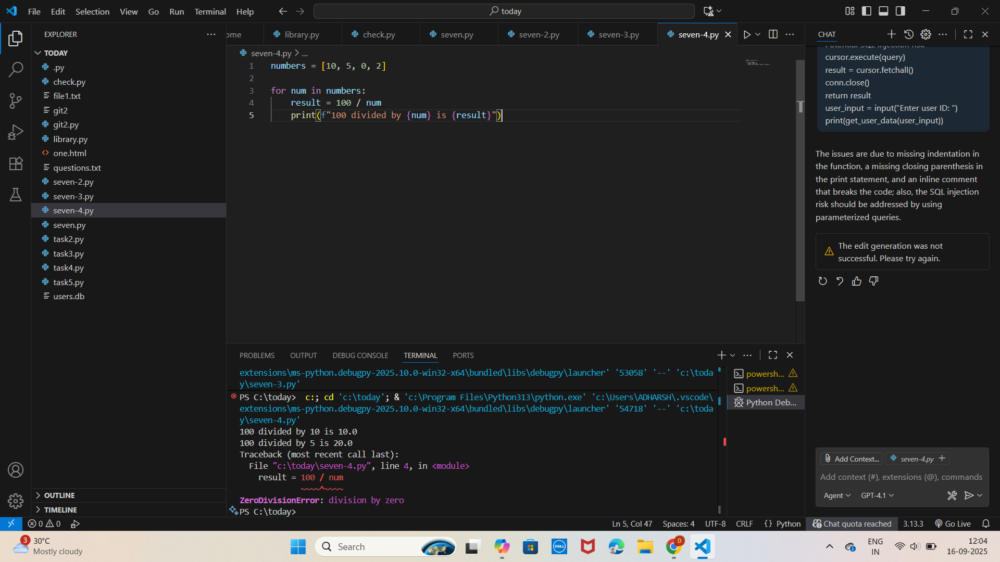 File Edit Selection View Go Run Terminal Help
today
EXPLORER
TODAY
.py
check.py
file1.txt
git2
git2.py
library.py
one.html
questions.txt
seven-2.py
seven-3.py
seven-4.py
seven.py
task2.py
task3.py
task4.py
task5.py
users.db
OUTLINE
TIMELINE
ome library.py check.py seven.py seven-2.py seven-3.py seven-4.py
seven-4.py > ...
1 numbers = [10, 5, 0, 2]
2
3 for num in numbers:
4 result = 100 / num
5 print(f"100 divided by {num} is {result}")
PROBLEMS OUTPUT DEBUG CONSOLE TERMINAL PORTS
extensions\ms-python.debugpy-2025.10.0-win32-x64\bundled\libs\debugpy\launcher' '53058' '--' 'c:\toda
y\seven-3.py'
PS C:\today> c:; cd 'c:\today'; & 'c:\Program Files\Python313\python.exe' 'c:\Users\ADHARSH\.vscode\
extensions\ms-python.debugpy-2025.10.0-win32-x64\bundled\libs\debugpy\launcher' '54718' '--' 'c:\toda
y\seven-4.py'
100 divided by 10 is 10.0
100 divided by 5 is 20.0
Traceback (most recent call last):
File "c:\today\seven-4.py", line 4, in <module>
result = 100 / num
~~~~^~~~~
ZeroDivisionError: division by zero
PS C:\today>
powersh...
powersh...
Python Deb...
CHAT
Potential SQL injection risk
cursor.execute(query)
result = cursor.fetchall()
conn.close()
return result
user_input = input("Enter user ID: ")
print(get_user_data(user_input))
The issues are due to missing indentation in
the function, a missing closing parenthesis in
the print statement, and an inline comment
that breaks the code; also, the SQL injection
risk should be addressed by using
parameterized queries.
The edit generation was not
successful. Please try again.
Add Context... seven-4.py
Add context (#), extensions (@), commands
Agent GPT-4.1
0 0
Ln 5, Col 47 Spaces: 4 UTF-8 CRLF {} Python Chat quota reached 3.13.3 Go Live
3
30°C
Mostly cloudy
Search
DELL
D
ENG
IN
12:04
16-09-2025